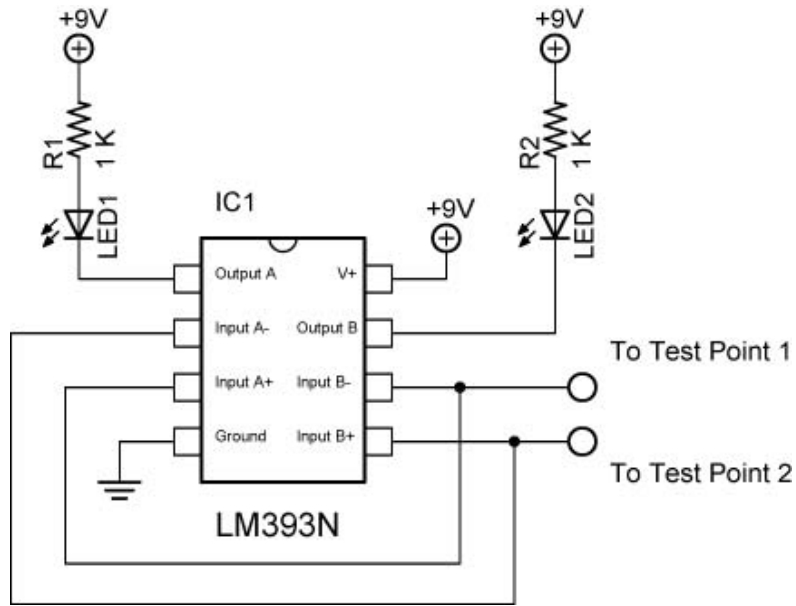 +9V
+9V
R1
1 K
R2
1 K
LED1
LED2
IC1
+9V
Output A
V+
Input A-
Output B
Input A+
Input B-
Ground
Input B+
To Test Point 1
To Test Point 2
LM393N